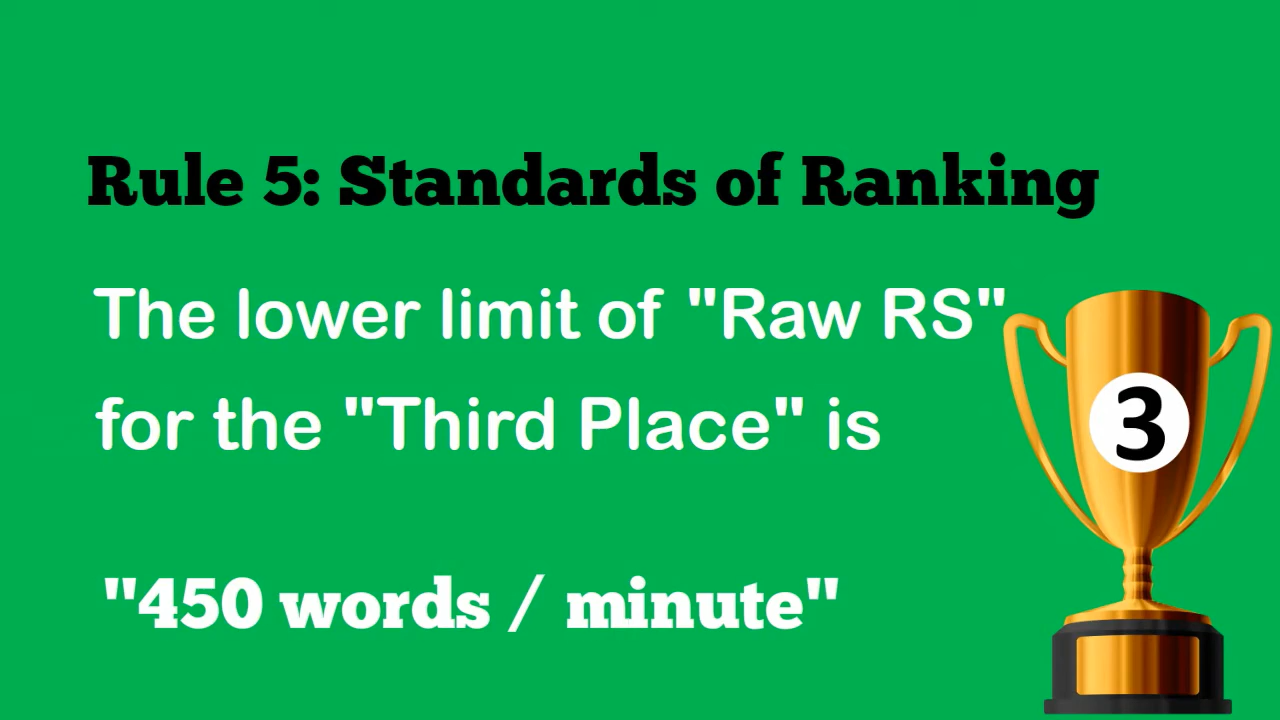 Rule 5: Standards of Ranking
The lower limit of "Raw RS"
for the "Third Place" is
3
"450 words / minute"